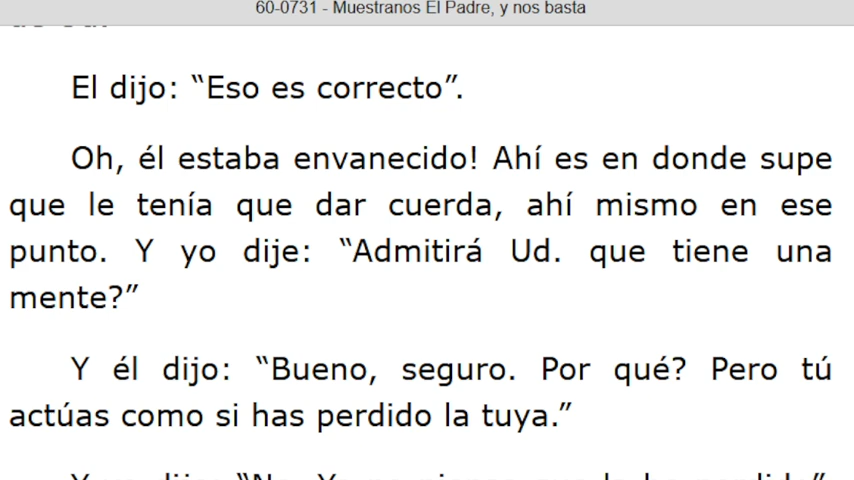 60-0731 - Muestranos El Padre, y nos basta
El dijo: “Eso es correcto”.
Oh, él estaba envanecido! Ahí es en donde supe
que le tenía que dar cuerda, ahí mismo en ese
punto. Y yo dije: “Admitirá Ud. que tiene una
mente?”
Y él dijo: “Bueno, seguro. Por qué? Pero tú
actúas como si has perdido la tuya.”